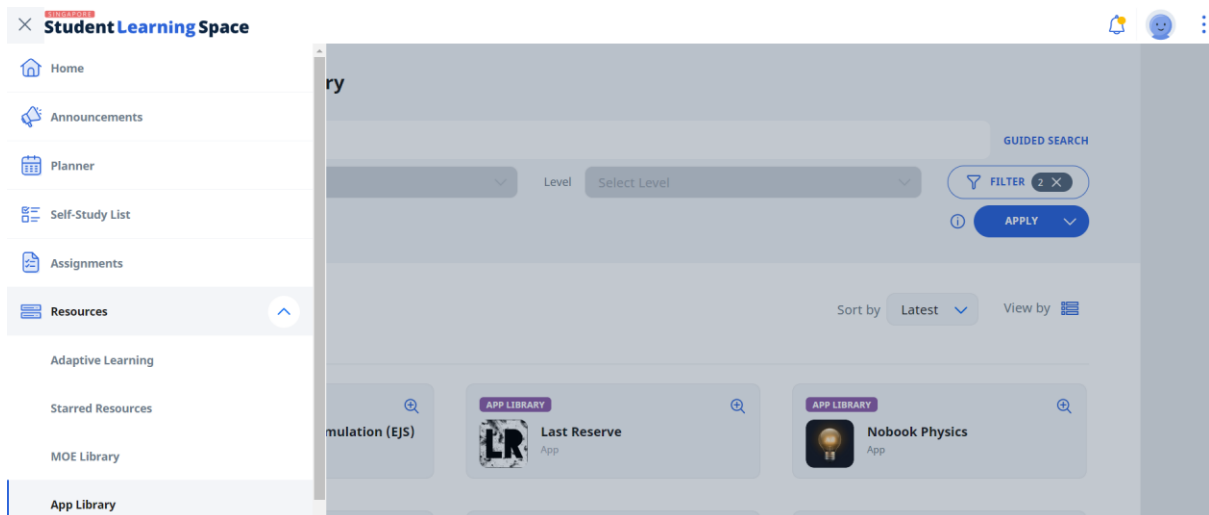 SINGAPORE
Student Learning Space
Home
Announcements
Planner
Self-Study List
Assignments
Resources
Adaptive Learning
Starred Resources
MOE Library
App Library
ry
GUIDED SEARCH
Level Select Level
FILTER 2
APPLY
Sort by Latest View by
mulation (EJS)
APP LIBRARY
LR
Last Reserve
App
APP LIBRARY
Nobook Physics
App